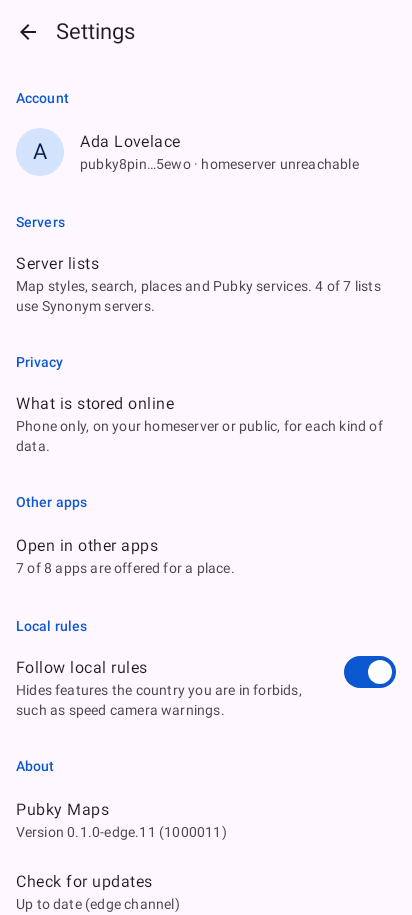 Settings
Account
A
Ada Lovelace
pubky8pin…5ewo · homeserver unreachable
Servers
Server lists
Map styles, search, places and Pubky services. 4 of 7 lists
use Synonym servers.
Privacy
What is stored online
Phone only, on your homeserver or public, for each kind of
data.
Other apps
Open in other apps
7 of 8 apps are offered for a place.
Local rules
Follow local rules
Hides features the country you are in forbids,
such as speed camera warnings.
About
Pubky Maps
Version 0.1.0-edge.11 (1000011)
Check for updates
Up to date (edge channel)